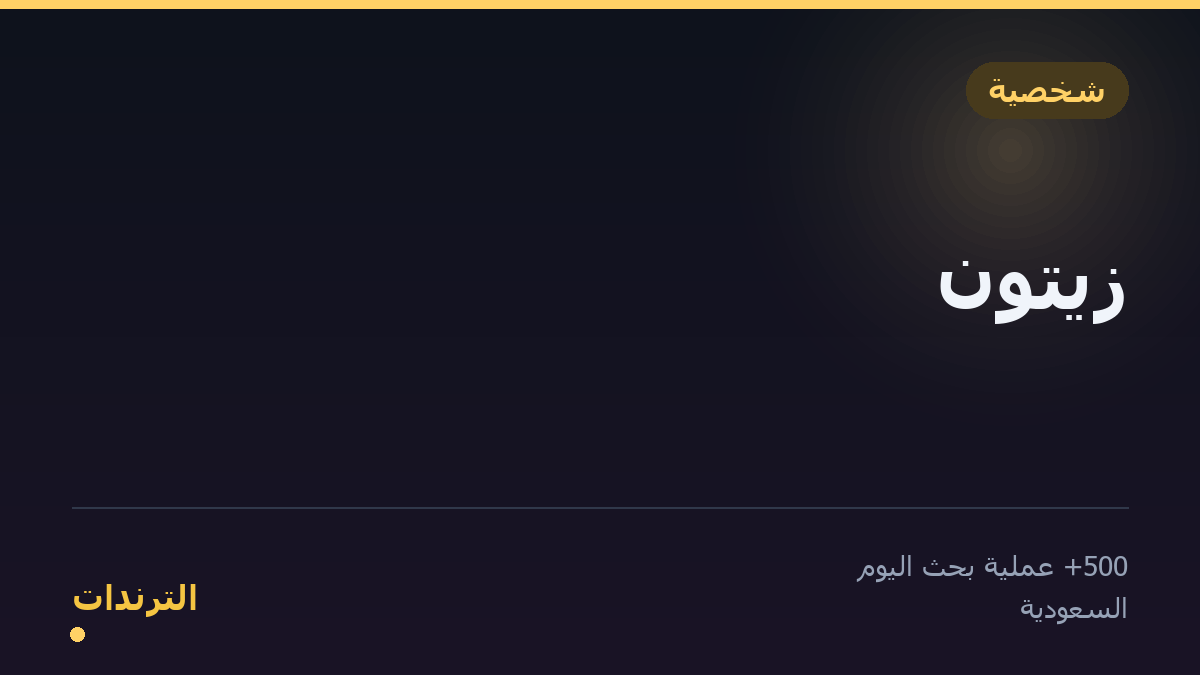 شخصية
زيتون
500+ عملية بحث اليوم
السعودية
الترندات